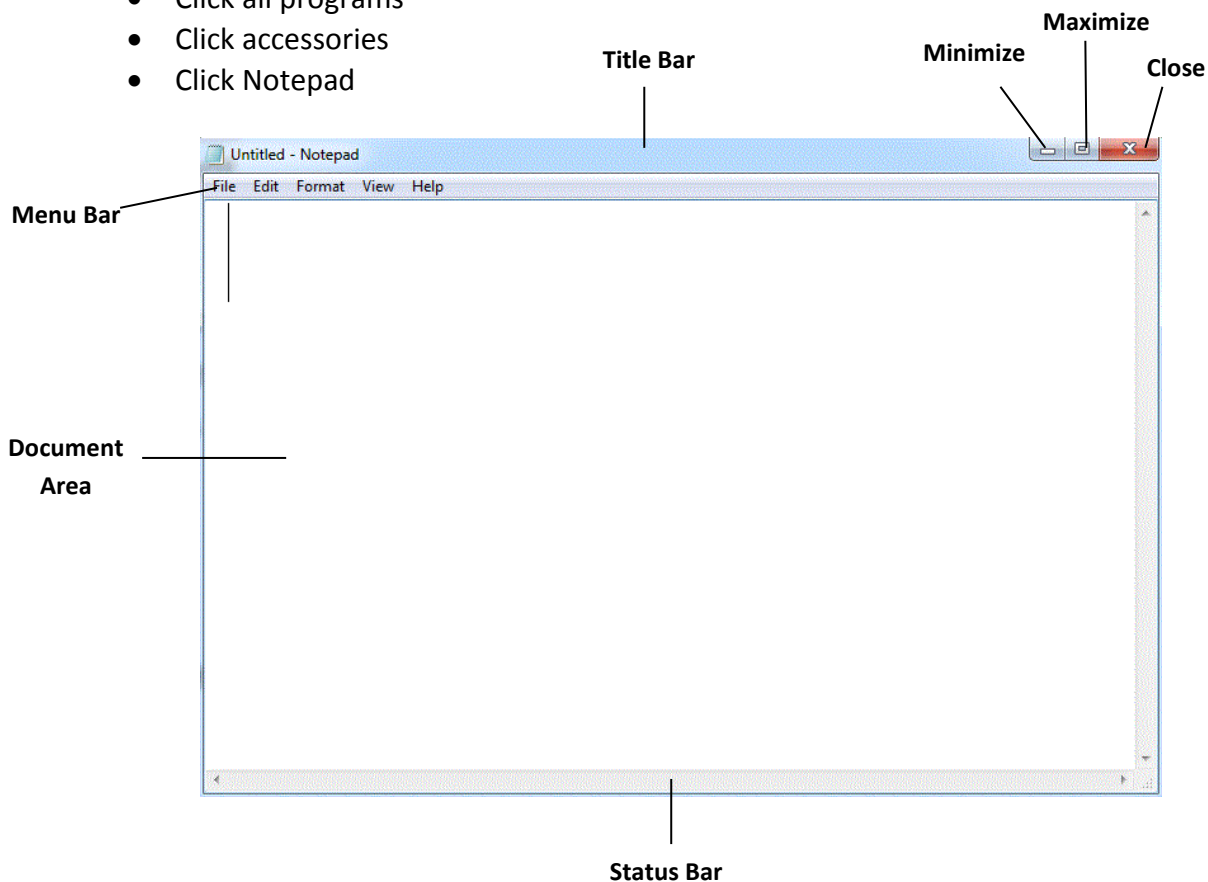 • Click all programs
• Click accessories
• Click Notepad
Maximize
Minimize
Title Bar
Close
Untitled - Notepad
File Edit Format View Help
Menu Bar
Document
Area
Status Bar